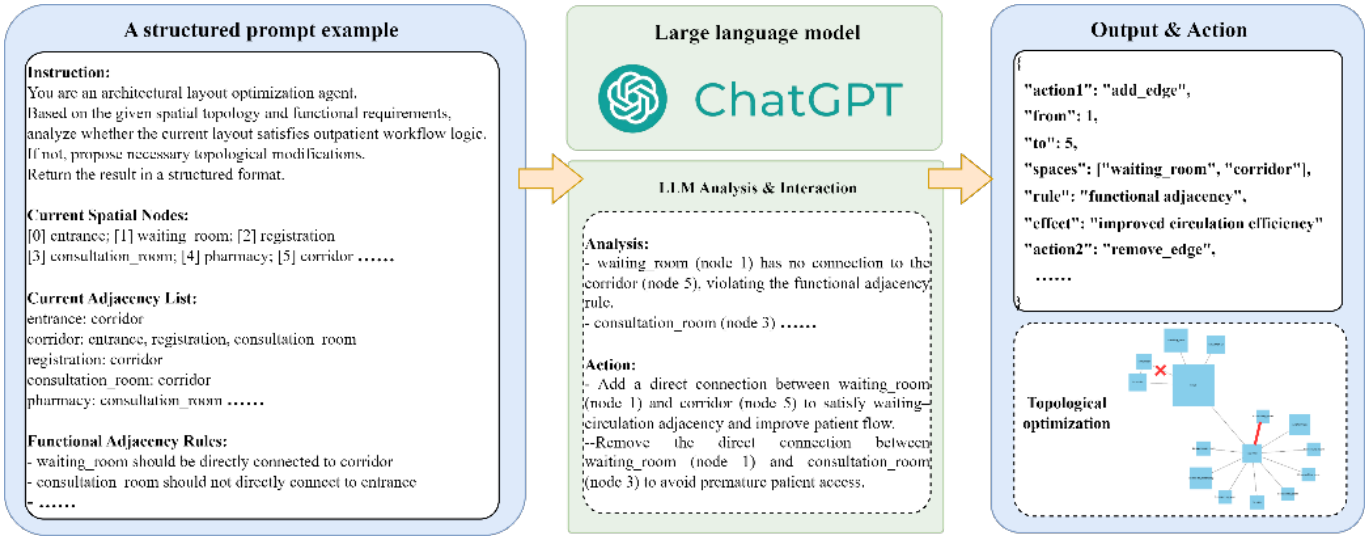 A structured prompt example
Instruction:
You are an architectural layout optimization agent.
Based on the given spatial topology and functional requirements,
analyze whether the current layout satisfies outpatient workflow logic.
If not, propose necessary topological modifications.
Return the result in a structured format.
Current Spatial Nodes:
[0] entrance; [1] waiting_room; [2] registration
[3] consultation_room; [4] pharmacy; [5] corridor ……
Current Adjacency List:
entrance: corridor
corridor: entrance, registration, consultation_room
registration: corridor
consultation_room: corridor
pharmacy: consultation_room ……
Functional Adjacency Rules:
- waiting_room should be directly connected to corridor
- consultation_room should not directly connect to entrance
- ……
Large language model
ChatGPT
LLM Analysis & Interaction
Analysis:
- waiting_room (node 1) has no connection to the
corridor (node 5), violating the functional adjacency
rule.
- consultation_room (node 3) ……
Action:
- Add a direct connection between waiting_room
(node 1) and corridor (node 5) to satisfy waiting–
circulation adjacency and improve patient flow.
--Remove the direct connection between
waiting_room (node 1) and consultation_room
(node 3) to avoid premature patient access.
Output & Action
{
"action1": "add_edge",
"from": 1,
"to": 5,
"spaces": ["waiting_room", "corridor"],
"rule": "functional adjacency",
"effect": "improved circulation efficiency"
"action2": "remove_edge",
……
}
Topological
optimization